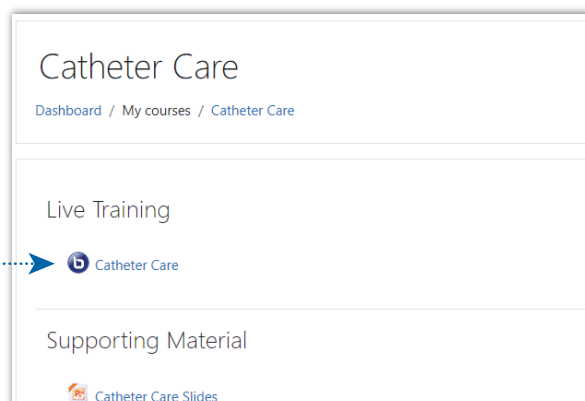 Catheter Care
Dashboard / My courses / Catheter Care
Live Training
b Catheter Care
Supporting Material
Catheter Care Slides